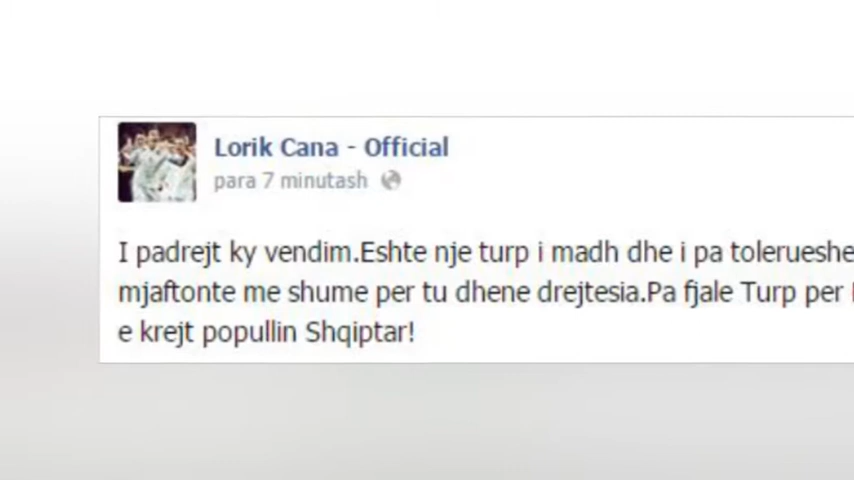 Lorik Cana - Official
para 7 minutash
I padrejt ky vendim.Eshte nje turp i madh dhe i pa tolerueshe
mjaftonte me shume per tu dhene drejtesia.Pa fjale Turp per
e krejt popullin Shqiptar!